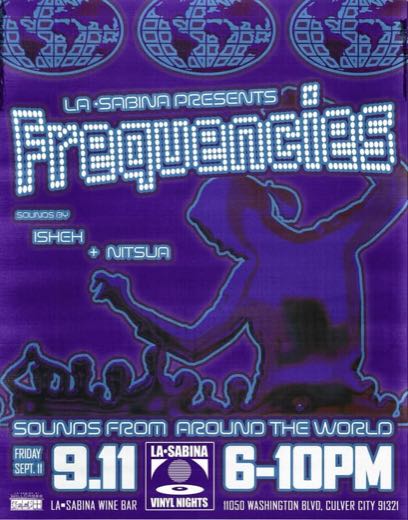 LA•SABINA PRESENTS
Frequencies
SOUNDS BY
ISHEH
+ NITSUA
SOUNDS FROM AROUND THE WORLD
FRIDAY
SEPT. 11
9.11
LA•SABINA
VINYL NIGHTS
6-10PM
LA•SABINA WINE BAR
11050 WASHINGTON BLVD, CULVER CITY 91321